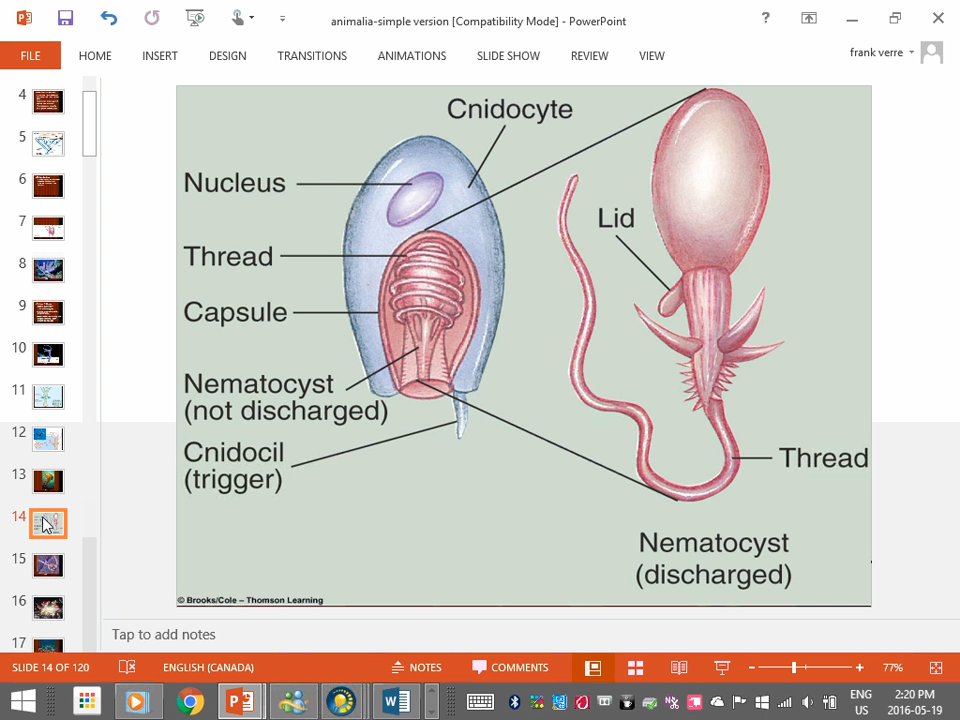 animalia-simple version [Compatibility Mode] - PowerPoint
?
FILE
HOME
INSERT
DESIGN
TRANSITIONS
ANIMATIONS
SLIDE SHOW
REVIEW
VIEW
frank verre
4
5
6
7
8
9
10
11
12
13
14
15
16
17
Cnidocyte
Nucleus
Lid
Thread
Capsule
Nematocyst
(not discharged)
Cnidocil
(trigger)
Thread
Nematocyst
(discharged)
© Brooks/Cole – Thomson Learning
Tap to add notes
SLIDE 14 OF 120
ENGLISH (CANADA)
NOTES
COMMENTS
77%
ENG
US
2:20 PM
2016-05-19